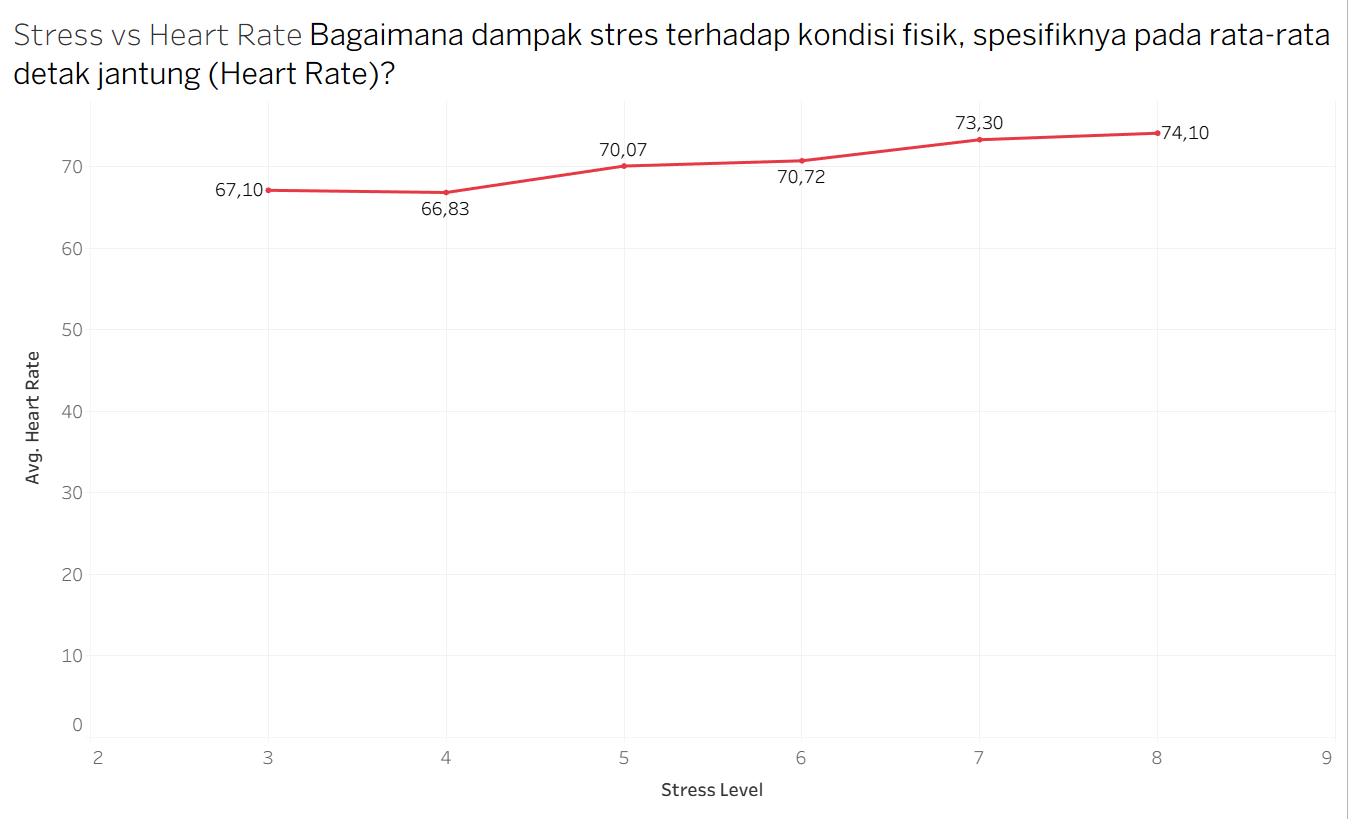 Stress vs Heart Rate Bagaimana dampak stres terhadap kondisi fisik, spesifiknya pada rata-rata
detak jantung (Heart Rate)?
73,30
74,10
70,07
70,72
67,10
66,83
70
60
50
40
30
20
10
0
Avg. Heart Rate
2 3 4 5 6 7 8 9
Stress Level